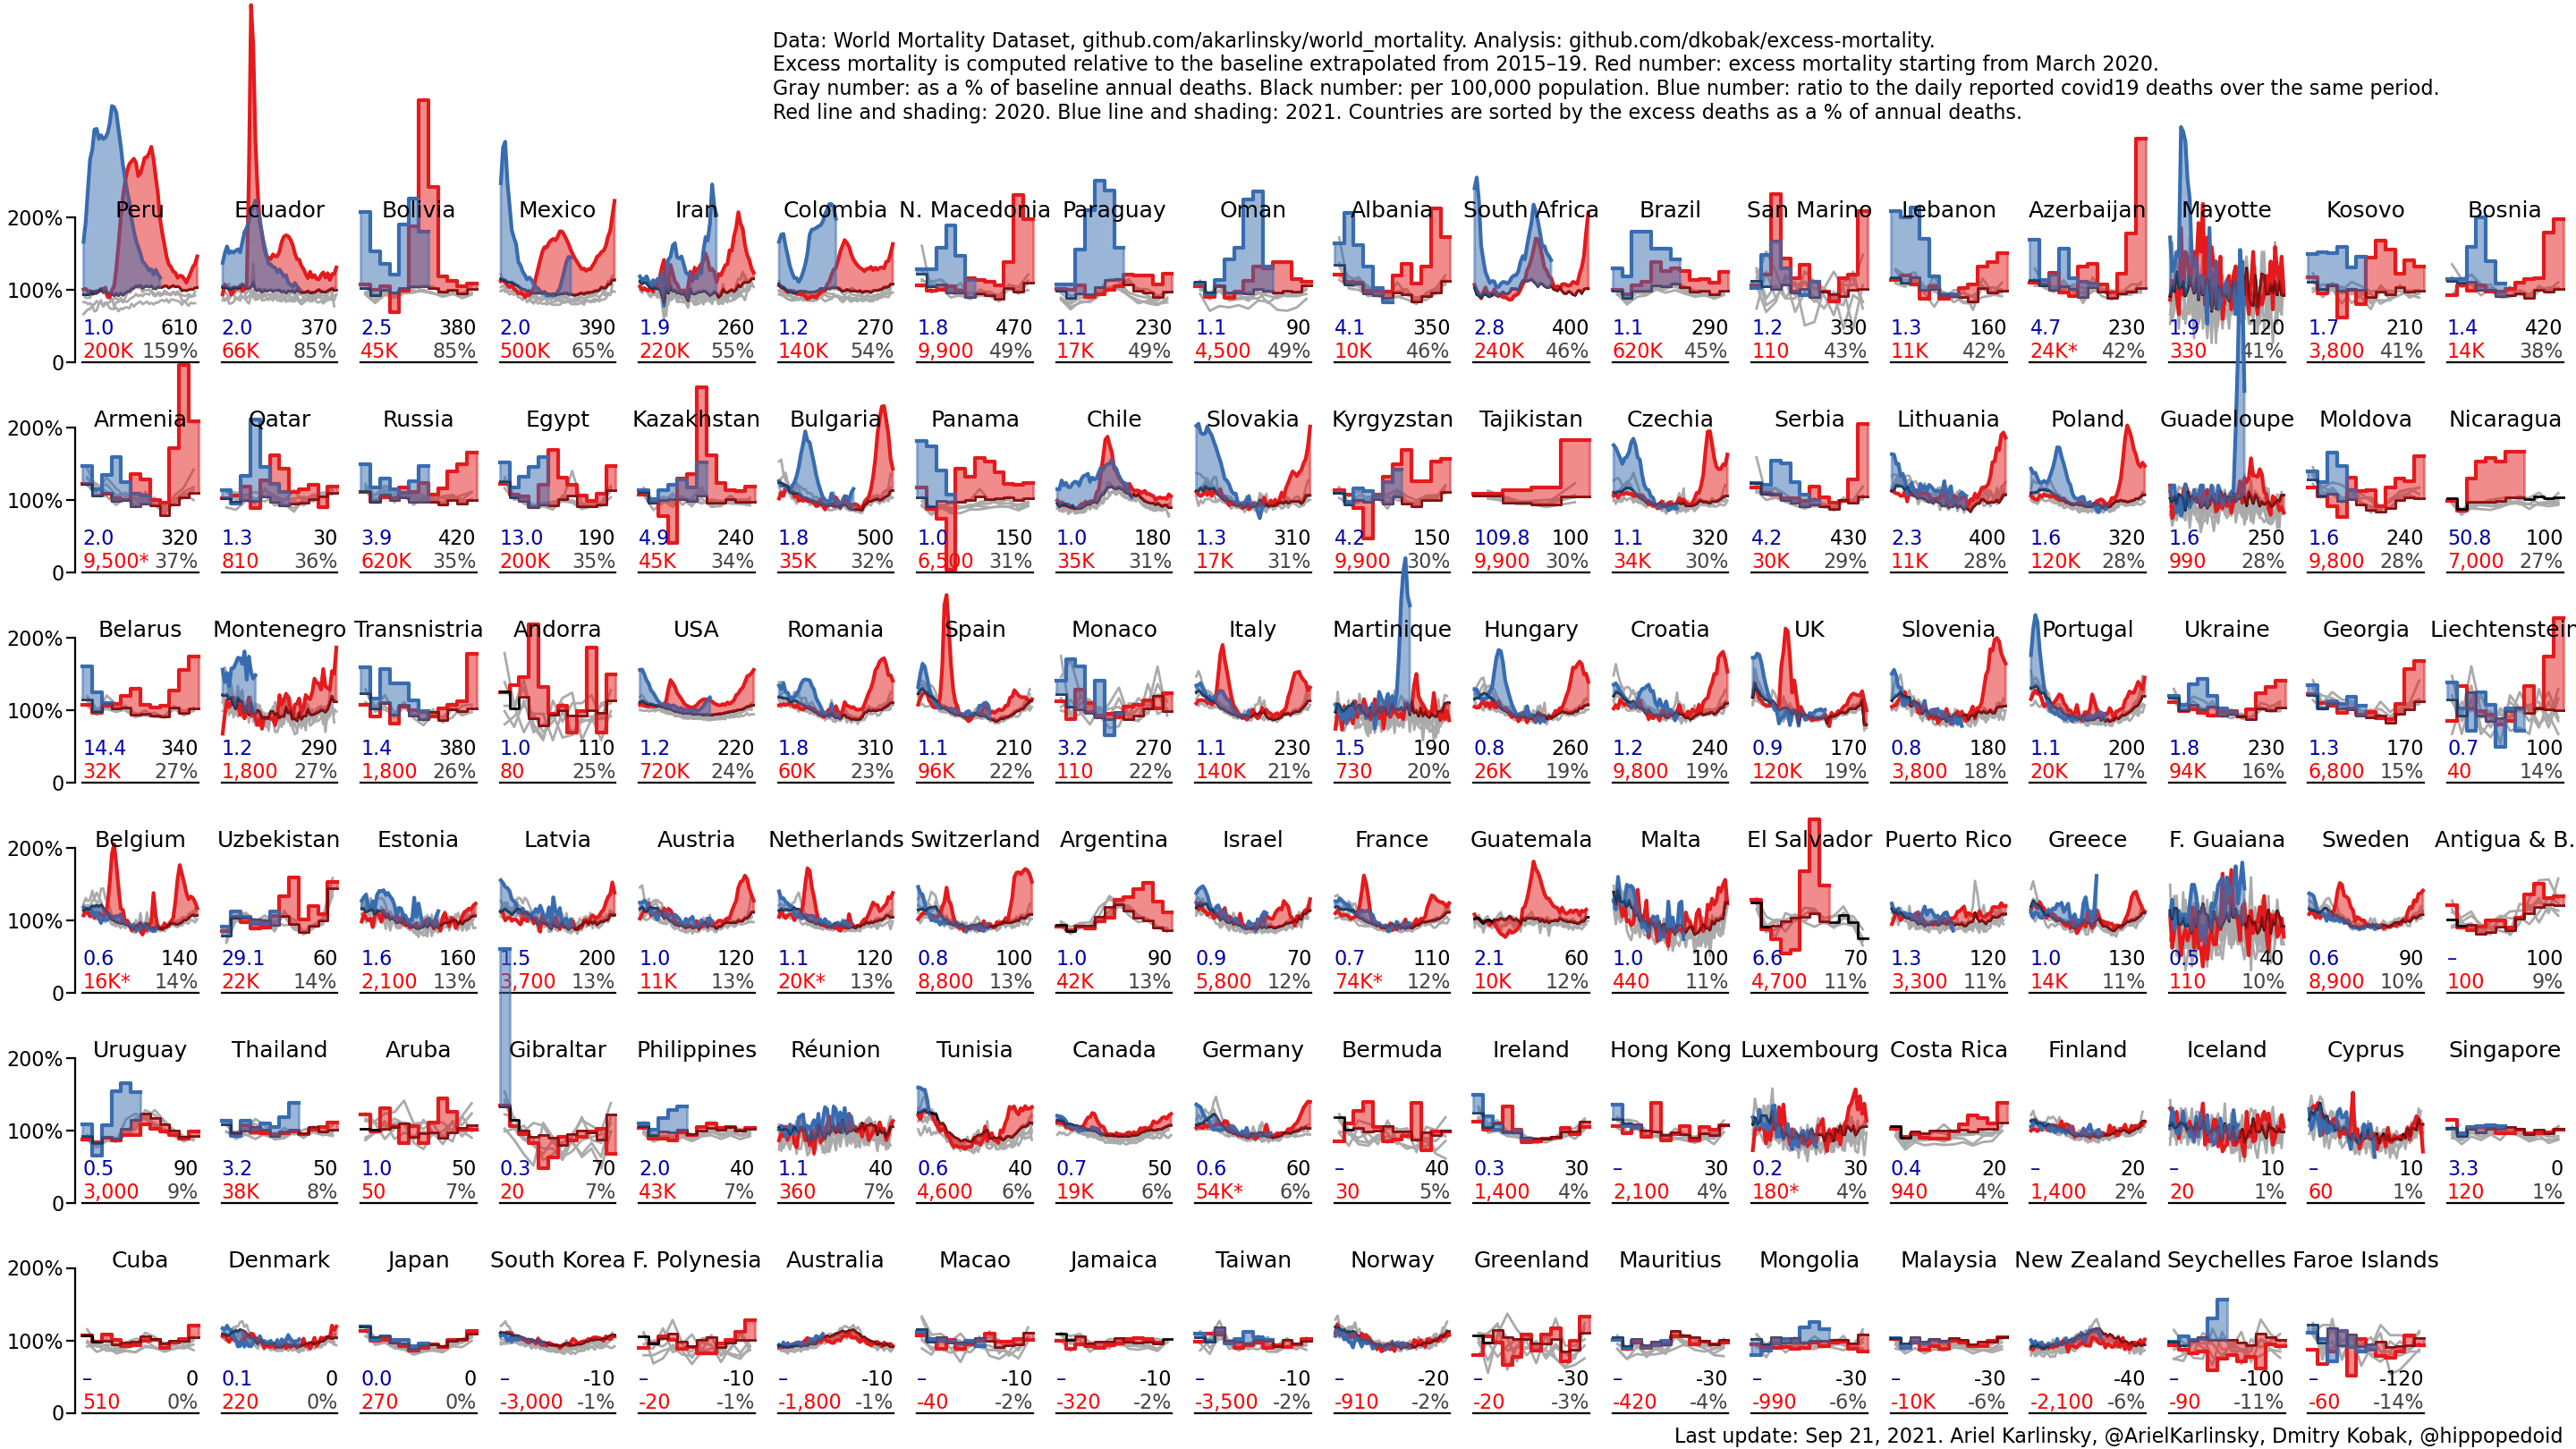 Data: World Mortality Dataset, github.com/akarlinsky/world_mortality. Analysis: github.com/dkobak/excess-mortality.
Excess mortality is computed relative to the baseline extrapolated from 2015–19. Red number: excess mortality starting from March 2020.
Gray number: as a % of baseline annual deaths. Black number: per 100,000 population. Blue number: ratio to the daily reported covid19 deaths over the same period.
Red line and shading: 2020. Blue line and shading: 2021. Countries are sorted by the excess deaths as a % of annual deaths.
Peru Ecuador Bolivia Mexico Iran Colombia N. Macedonia Paraguay Oman Albania South Africa Brazil San Marino Lebanon Azerbaijan Mayotte Kosovo Bosnia
200%
100%
1.0 610 2.0 370 2.5 380 2.0 390 1.9 260 1.2 270 1.8 470 1.1 230 1.1 90 4.1 350 2.8 400 1.1 290 1.2 330 1.3 160 4.7 230 1.9 120 1.7 210 1.4 420
200K 159% 66K 85% 45K 85% 500K 65% 220K 55% 140K 54% 9,900 49% 17K 49% 4,500 49% 10K 46% 240K 46% 620K 45% 110 43% 11K 42% 24K* 42% 330 41% 3,800 41% 14K 38%
0
Armenia Qatar Russia Egypt Kazakhstan Bulgaria Panama Chile Slovakia Kyrgyzstan Tajikistan Czechia Serbia Lithuania Poland Guadeloupe Moldova Nicaragua
200%
100%
2.0 320 1.3 30 3.9 420 13.0 190 4.9 240 1.8 500 1.0 150 1.0 180 1.3 310 4.2 150 109.8 100 1.1 320 4.2 430 2.3 400 1.6 320 1.6 250 1.6 240 50.8 100
9,500* 37% 810 36% 620K 35% 200K 35% 45K 34% 35K 32% 6,500 31% 35K 31% 17K 31% 9,900 30% 9,900 30% 34K 30% 30K 29% 11K 28% 120K 28% 990 28% 9,800 28% 7,000 27%
0
Belarus Montenegro Transnistria Andorra USA Romania Spain Monaco Italy Martinique Hungary Croatia UK Slovenia Portugal Ukraine Georgia Liechtenstein
200%
100%
14.4 340 1.2 290 1.4 380 1.0 110 1.2 220 1.8 310 1.1 210 3.2 270 1.1 230 1.5 190 0.8 260 1.2 240 0.9 170 0.8 180 1.1 200 1.8 230 1.3 170 0.7 100
32K 27% 1,800 27% 1,800 26% 80 25% 720K 24% 60K 23% 96K 22% 110 22% 140K 21% 730 20% 26K 19% 9,800 19% 120K 19% 3,800 18% 20K 17% 94K 16% 6,800 15% 40 14%
0
Belgium Uzbekistan Estonia Latvia Austria Netherlands Switzerland Argentina Israel France Guatemala Malta El Salvador Puerto Rico Greece F. Guaiana Sweden Antigua & B.
200%
100%
0.6 140 29.1 60 1.6 160 1.5 200 1.0 120 1.1 120 0.8 100 1.0 90 0.9 70 0.7 110 2.1 60 1.0 100 6.6 70 1.3 120 1.0 130 0.5 40 0.6 90 – 100
16K* 14% 22K 14% 2,100 13% 3,700 13% 11K 13% 20K* 13% 8,800 13% 42K 13% 5,800 12% 74K* 12% 10K 12% 440 11% 4,700 11% 3,300 11% 14K 11% 110 10% 8,900 10% 100 9%
0
Uruguay Thailand Aruba Gibraltar Philippines Réunion Tunisia Canada Germany Bermuda Ireland Hong Kong Luxembourg Costa Rica Finland Iceland Cyprus Singapore
200%
100%
0.5 90 3.2 50 1.0 50 0.3 70 2.0 40 1.1 40 0.6 40 0.7 50 0.6 60 – 40 0.3 30 – 30 0.2 30 0.4 20 – 20 – 10 – 10 3.3 0
3,000 9% 38K 8% 50 7% 20 7% 43K 7% 360 7% 4,600 6% 19K 6% 54K* 6% 30 5% 1,400 4% 2,100 4% 180* 4% 940 4% 1,400 2% 20 1% 60 1% 120 1%
0
Cuba Denmark Japan South Korea F. Polynesia Australia Macao Jamaica Taiwan Norway Greenland Mauritius Mongolia Malaysia New Zealand Seychelles Faroe Islands
200%
100%
– 0 0.1 0 0.0 0 – -10 – -10 – -10 – -10 – -10 – -10 – -20 – -30 – -30 – -30 – -30 – -40 – -100 – -120
510 0% 220 0% 270 0% -3,000 -1% -20 -1% -1,800 -1% -40 -2% -320 -2% -3,500 -2% -910 -2% -20 -3% -420 -4% -990 -6% -10K -6% -2,100 -6% -90 -11% -60 -14%
0
Last update: Sep 21, 2021. Ariel Karlinsky, @ArielKarlinsky, Dmitry Kobak, @hippopedoid